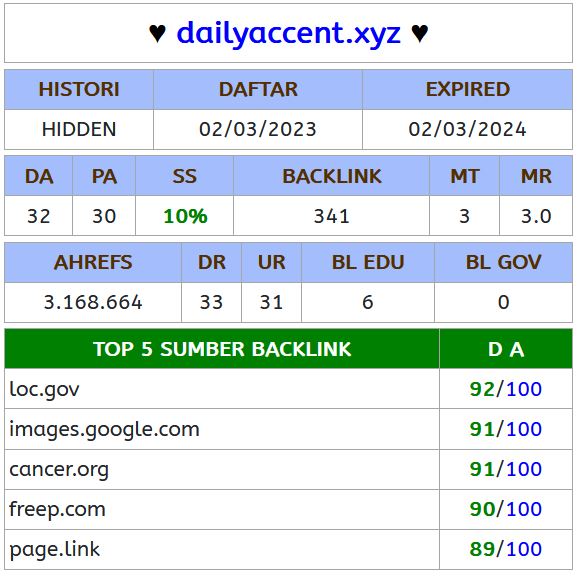 ♥ dailyaccent.xyz ♥
HISTORI DAFTAR EXPIRED
HIDDEN 02/03/2023 02/03/2024
DA PA SS BACKLINK MT MR
32 30 10% 341 3 3.0
AHREFS DR UR BL EDU BL GOV
3.168.664 33 31 6 0
TOP 5 SUMBER BACKLINK D A
loc.gov 92/100
images.google.com 91/100
cancer.org 91/100
freep.com 90/100
page.link 89/100